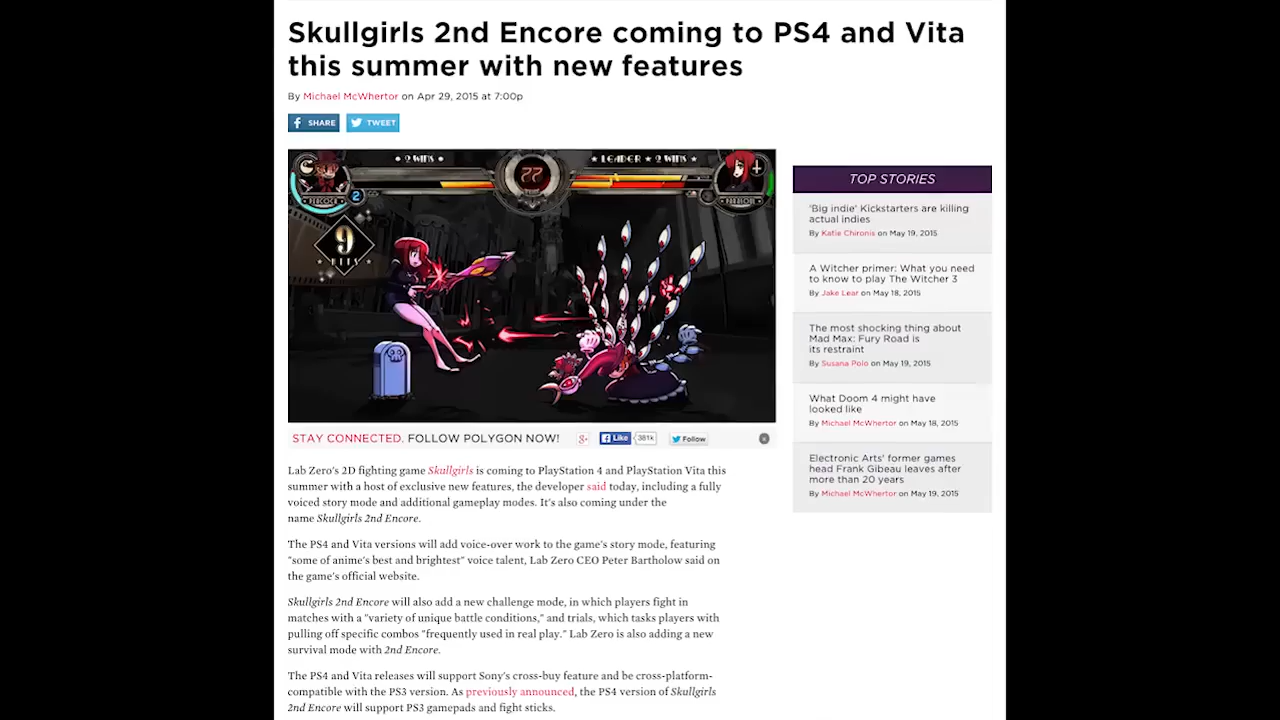 Skullgirls 2nd Encore coming to PS4 and Vita
this summer with new features
By Michael McWhertor on Apr 29, 2015 at 7:00p
SHARE TWEET
2 WINS
LEADER ★ 2 WINS
77
PEACOCK
2
PARASOUL
9
HITS
STAY CONNECTED. FOLLOW POLYGON NOW!
g+
Like 381k
Follow
x
Lab Zero's 2D fighting game Skullgirls is coming to PlayStation 4 and PlayStation Vita this
summer with a host of exclusive new features, the developer said today, including a fully
voiced story mode and additional gameplay modes. It's also coming under the
name Skullgirls 2nd Encore.
The PS4 and Vita versions will add voice-over work to the game's story mode, featuring
"some of anime's best and brightest" voice talent, Lab Zero CEO Peter Bartholow said on
the game's official website.
Skullgirls 2nd Encore will also add a new challenge mode, in which players fight in
matches with a "variety of unique battle conditions," and trials, which tasks players with
pulling off specific combos "frequently used in real play." Lab Zero is also adding a new
survival mode with 2nd Encore.
The PS4 and Vita releases will support Sony's cross-buy feature and be cross-platform-
compatible with the PS3 version. As previously announced, the PS4 version of Skullgirls
2nd Encore will support PS3 gamepads and fight sticks.
TOP STORIES
'Big indie' Kickstarters are killing
actual indies
By Katie Chironis on May 19, 2015
A Witcher primer: What you need
to know to play The Witcher 3
By Jake Lear on May 18, 2015
The most shocking thing about
Mad Max: Fury Road is
its restraint
By Susana Polo on May 19, 2015
What Doom 4 might have
looked like
By Michael McWhertor on May 18, 2015
Electronic Arts' former games
head Frank Gibeau leaves after
more than 20 years
By Michael McWhertor on May 19, 2015